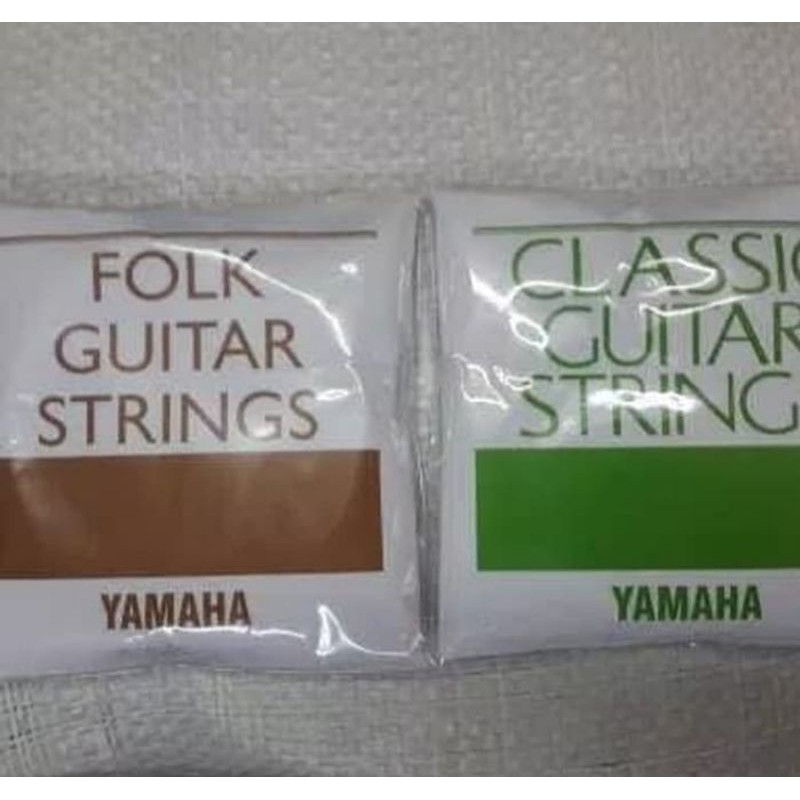 FOLK
GUITAR
STRINGS
YAMAHA
CLASSIC
GUITAR
STRING
YAMAHA